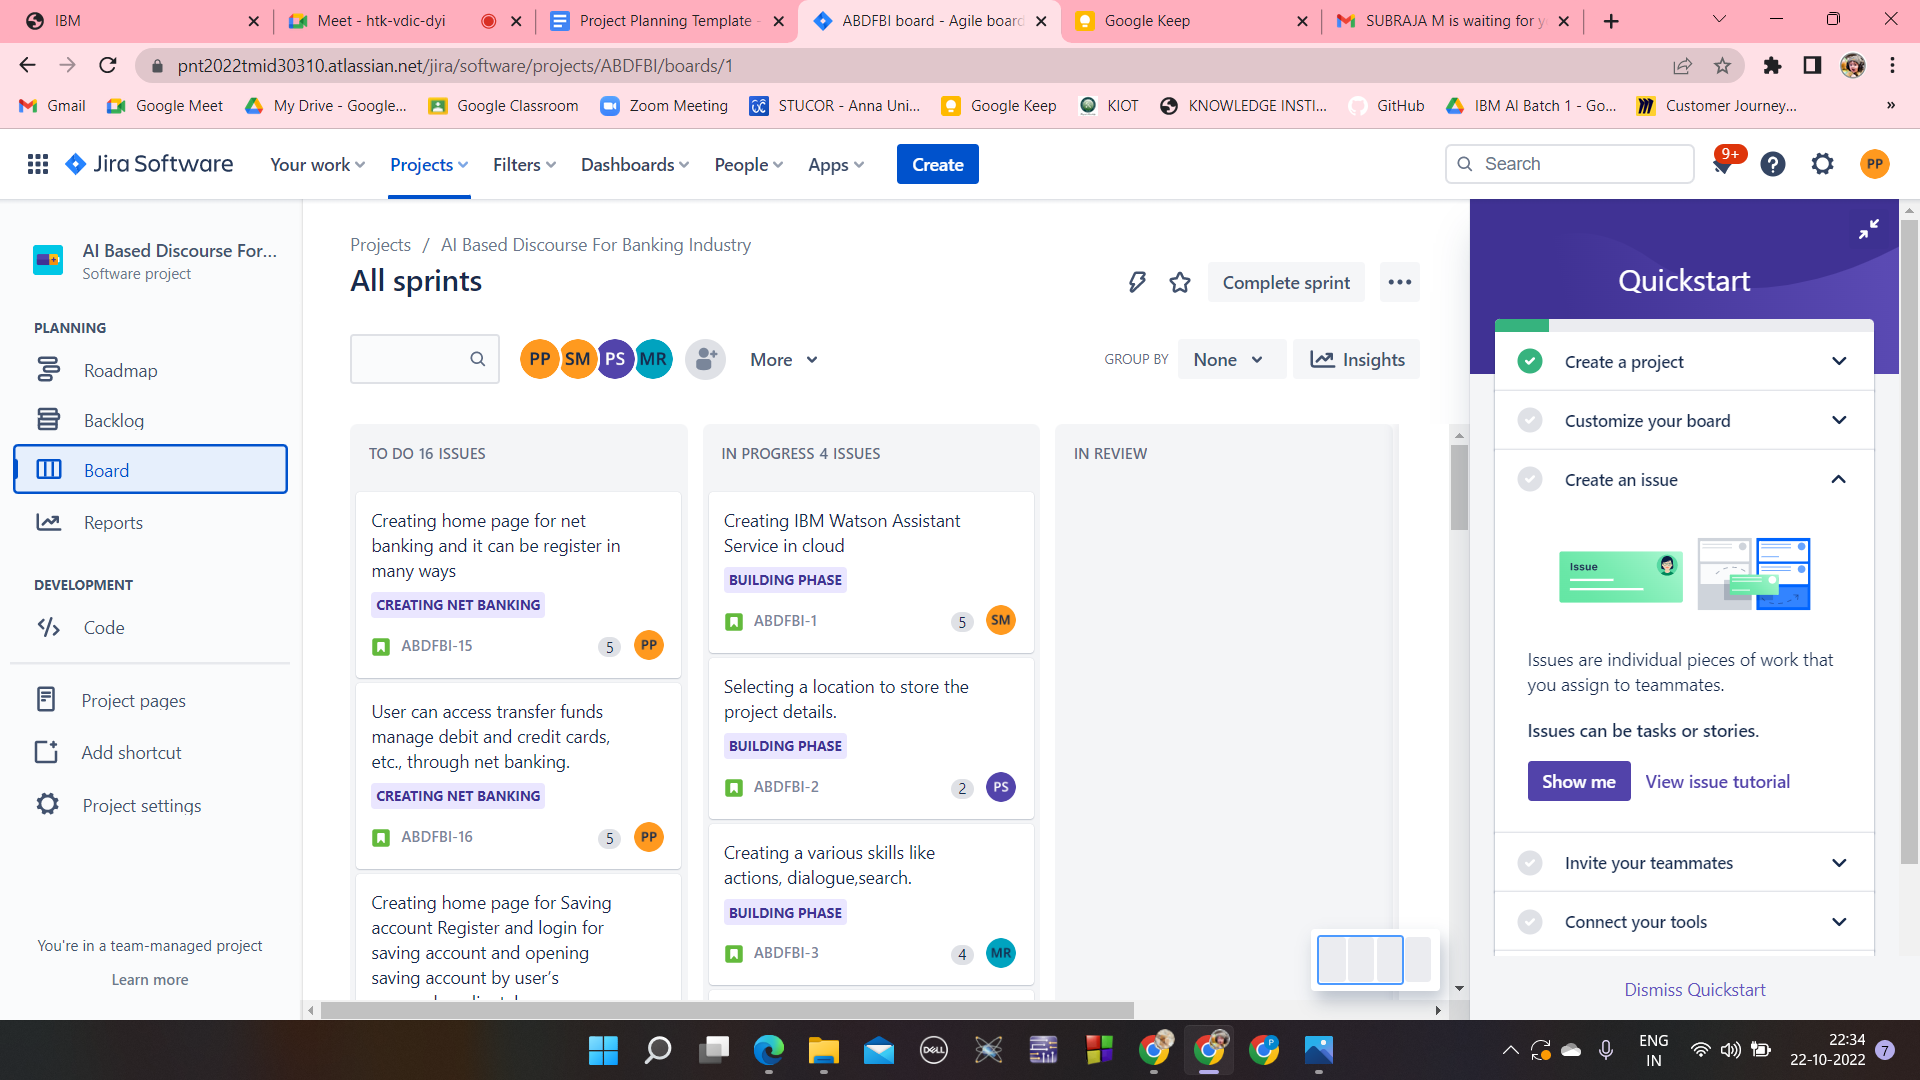 IBM
Meet - htk-vdic-dyi
Project Planning Template -
ABDFBI board - Agile board
Google Keep
SUBRAJA M is waiting for y
pnt2022tmid30310.atlassian.net/jira/software/projects/ABDFBI/boards/1
Gmail
Google Meet
My Drive - Google...
Google Classroom
Zoom Meeting
STUCOR - Anna Uni...
Google Keep
KIOT
KNOWLEDGE INSTI...
GitHub
IBM AI Batch 1 - Go...
Customer Journey...
»
Jira Software
Your work
Projects
Filters
Dashboards
People
Apps
Create
Search
9+
PP
AI Based Discourse For...
Software project
PLANNING
Roadmap
Backlog
Board
Reports
DEVELOPMENT
Code
Project pages
Add shortcut
Project settings
You're in a team-managed project
Learn more
Projects / AI Based Discourse For Banking Industry
All sprints
Complete sprint
PP SM PS MR
More
GROUP BY
None
Insights
TO DO 16 ISSUES
Creating home page for net
banking and it can be register in
many ways
CREATING NET BANKING
ABDFBI-15
5
PP
User can access transfer funds
manage debit and credit cards,
etc., through net banking.
CREATING NET BANKING
ABDFBI-16
5
PP
Creating home page for Saving
account Register and login for
saving account and opening
saving account by user's
IN PROGRESS 4 ISSUES
Creating IBM Watson Assistant
Service in cloud
BUILDING PHASE
ABDFBI-1
5
SM
Selecting a location to store the
project details.
BUILDING PHASE
ABDFBI-2
2
PS
Creating a various skills like
actions, dialogue,search.
BUILDING PHASE
ABDFBI-3
4
MR
IN REVIEW
Quickstart
Create a project
Customize your board
Create an issue
Issue
Issues are individual pieces of work that
you assign to teammates.
Issues can be tasks or stories.
Show me
View issue tutorial
Invite your teammates
Connect your tools
Dismiss Quickstart
DELL
P
ENG
IN
22:34
22-10-2022
7